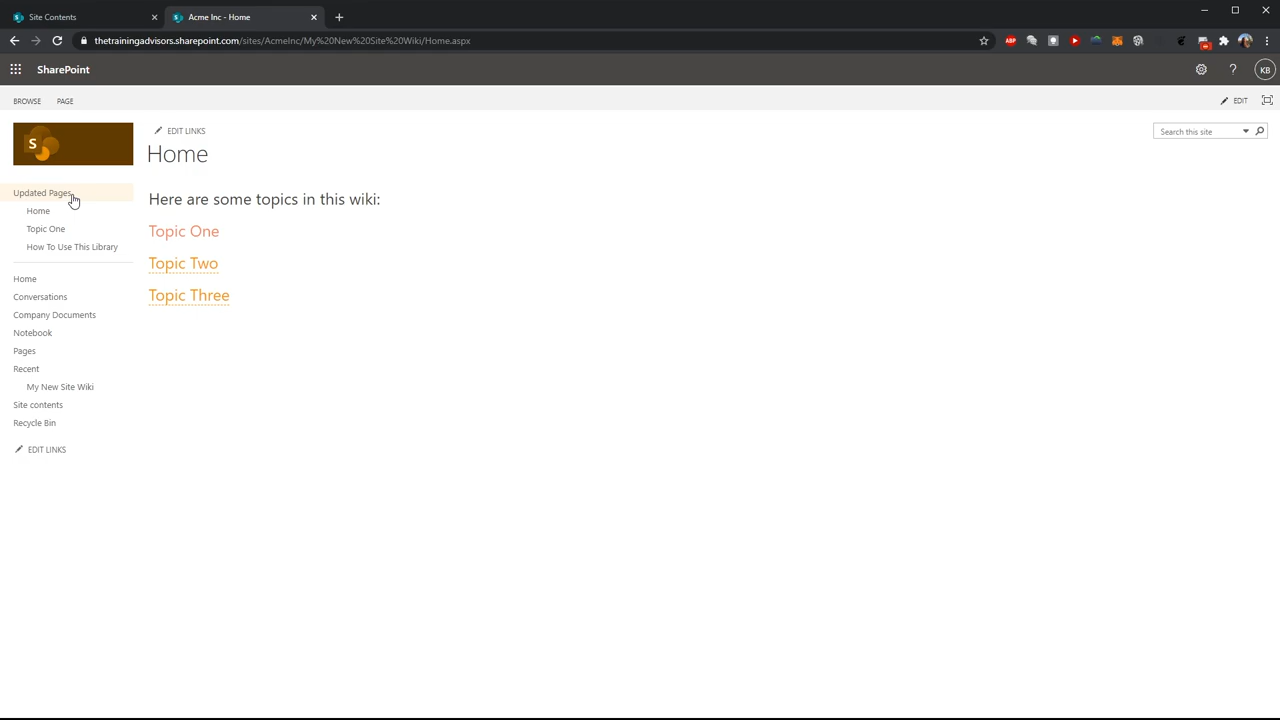 Site Contents
Acme Inc - Home
thetrainingadvisors.sharepoint.com/sites/AcmeInc/My%20New%20Site%20Wiki/Home.aspx
ABP
SharePoint
?
KB
BROWSE
PAGE
EDIT
S
EDIT LINKS
Search this site
Home
Updated Pages
Home
Topic One
How To Use This Library
Home
Conversations
Company Documents
Notebook
Pages
Recent
My New Site Wiki
Site contents
Recycle Bin
EDIT LINKS
Here are some topics in this wiki:
Topic One
Topic Two
Topic Three